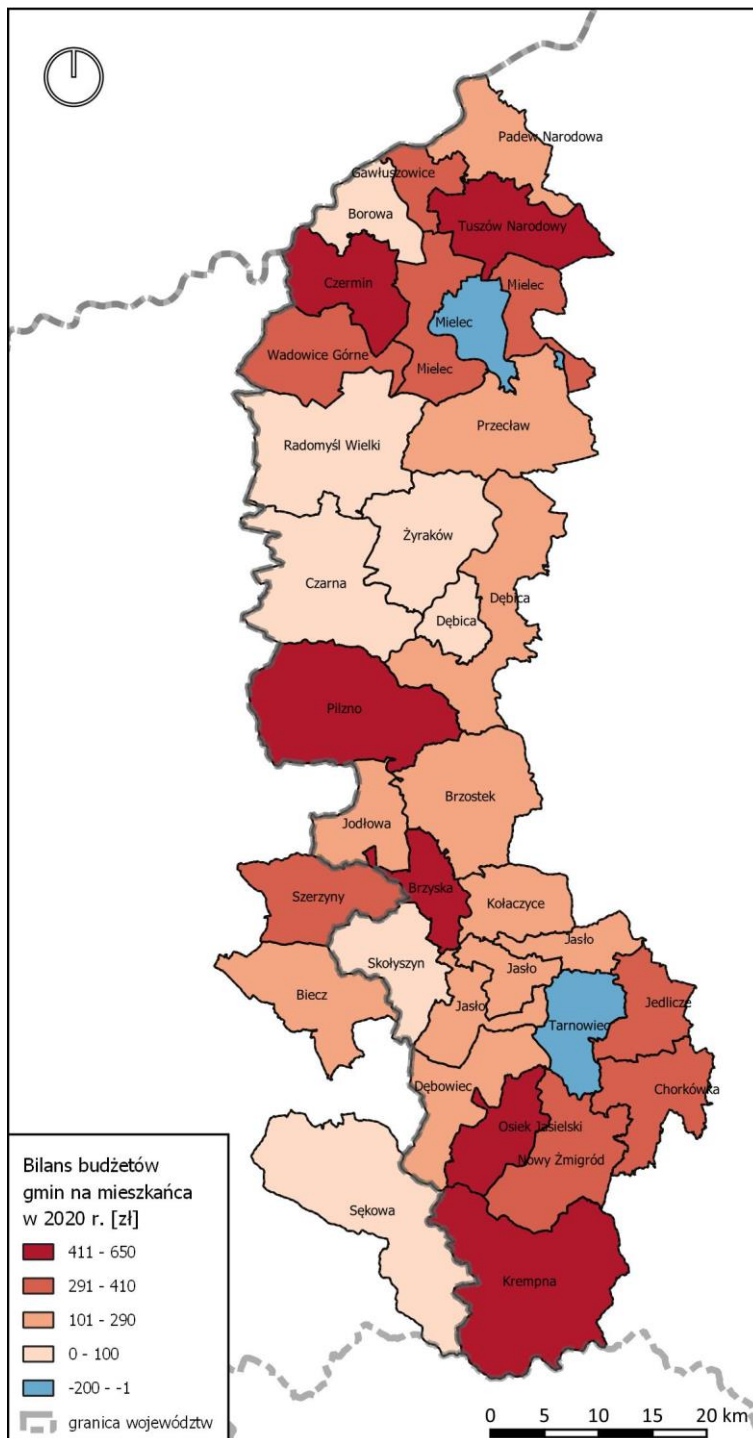 Padew Narodowa
Gawłuszowice
Borowa
Tuszów Narodowy
Czermin
Mielec
Mielec
Wadowice Górne
Mielec
Przecław
Radomyśl Wielki
Żyraków
Czarna
Dębica
Dębica
Pilzno
Brzostek
Jodłowa
Brzyska
Szerzyny
Kołaczyce
Jasło
Skołyszyn
Jasło
Biecz
Jasło
Jedlicze
Tarnowiec
Dębowiec
Chorkówka
Osiek Jasielski
Nowy Żmigród
Sękowa
Krempna
Bilans budżetów
gmin na mieszkańca
w 2020 r. [zł]
411 - 650
291 - 410
101 - 290
0 - 100
-200 - -1
granica województw
0 5 10 15 20 km